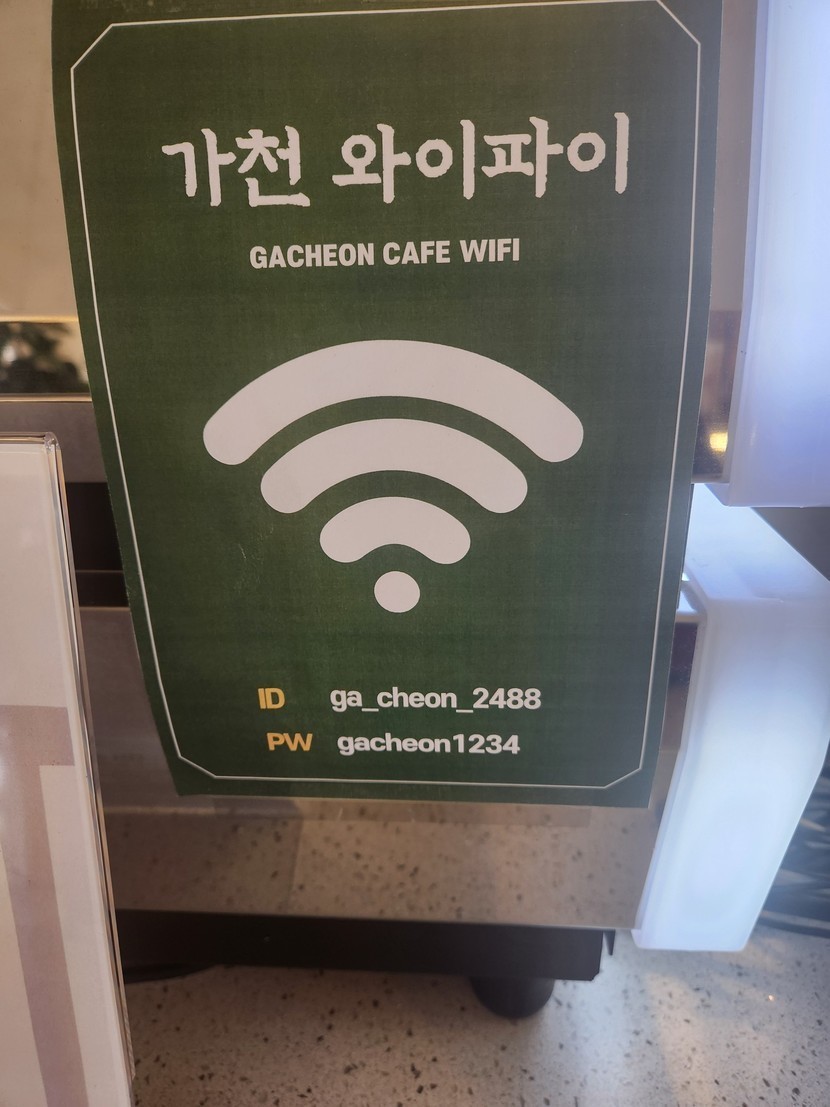 가천 와이파이
GACHEON CAFE WIFI
ID ga_cheon_2488
PW gacheon1234